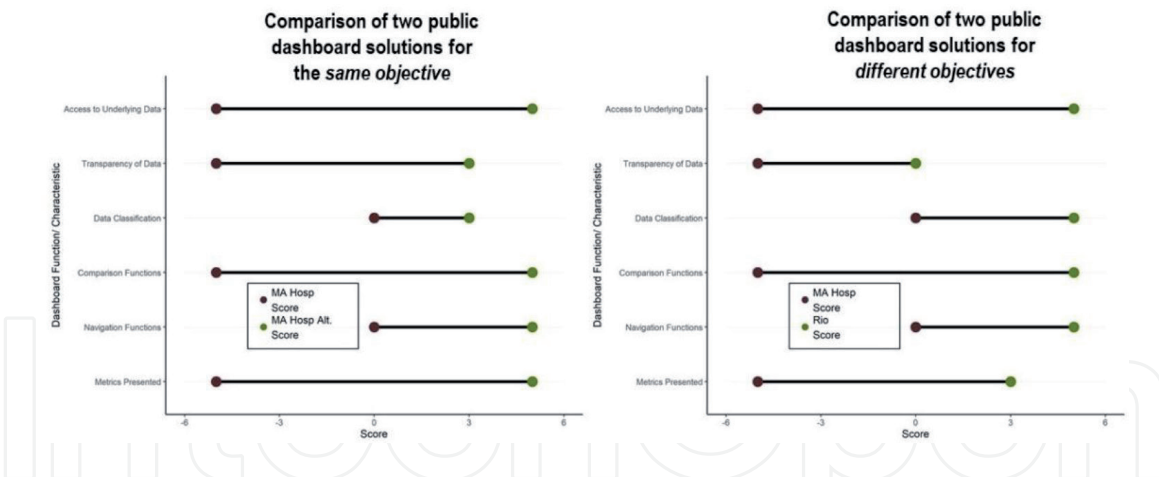 Comparison of two public
dashboard solutions for
the same objective
Dashboard Function/ Characteristic
Access to Underlying Data
Transparency of Data
Data Classification
Comparison Functions
Navigation Functions
Metrics Presented
MA Hosp
Score
MA Hosp Alt.
Score
-6 -3 0 3 6
Score
Comparison of two public
dashboard solutions for
different objectives
Dashboard Function/ Characteristic
Access to Underlying Data
Transparency of Data
Data Classification
Comparison Functions
Navigation Functions
Metrics Presented
MA Hosp
Score
Rio
Score
-6 -3 0 3 6
Score